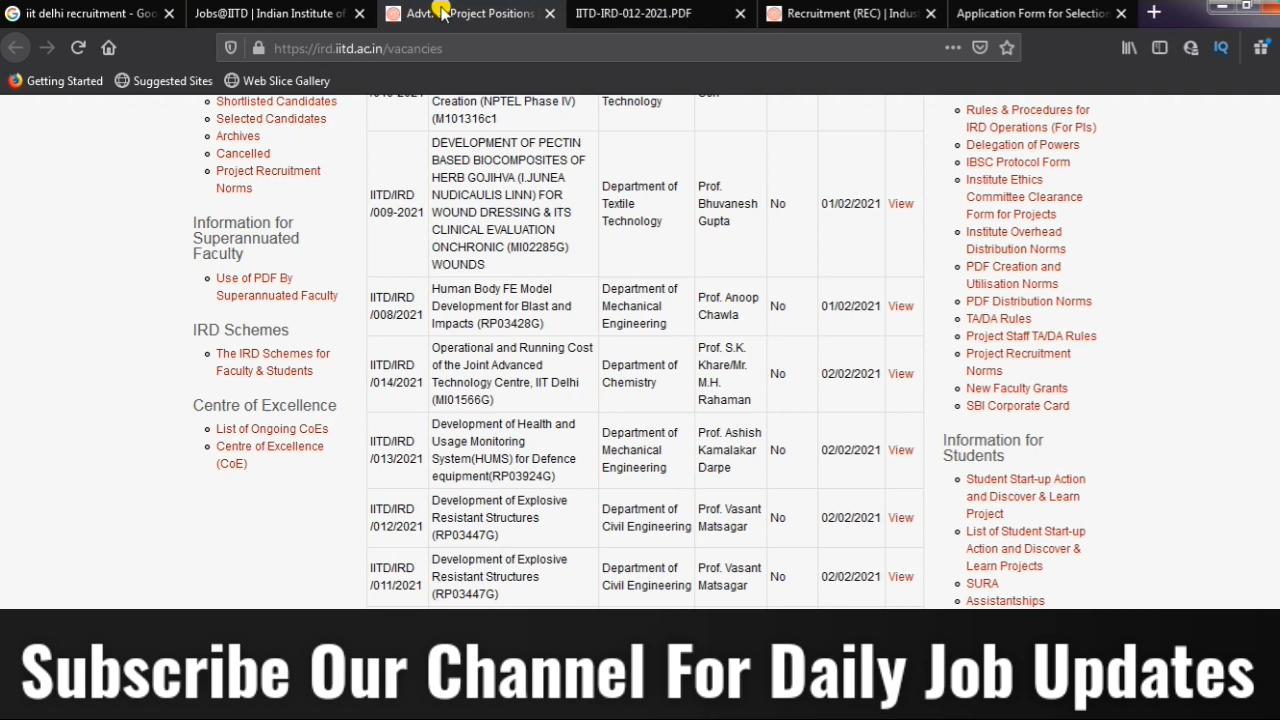 iit delhi recruitment - Goo
Jobs@IITD | Indian Institute of
Project Positions
IITD-IRD-012-2021.PDF
Recruitment (REC) | Indust
Application Form for Selection
https://ird.iitd.ac.in/vacancies
IQ
Getting Started
Suggested Sites
Web Slice Gallery
Shortlisted Candidates
Selected Candidates
Archives
Cancelled
Project Recruitment
Norms
Information for
Superannuated
Faculty
Use of PDF By
Superannuated Faculty
IRD Schemes
The IRD Schemes for
Faculty & Students
Centre of Excellence
List of Ongoing CoEs
Centre of Excellence
(CoE)
Creation (NPTEL Phase IV)
(M101316c1
Technology
IITD/IRD
/009-2021
DEVELOPMENT OF PECTIN
BASED BIOCOMPOSITES OF
HERB GOJIHVA (I.JUNEA
NUDICAULIS LINN) FOR
WOUND DRESSING & ITS
CLINICAL EVALUATION
ONCHRONIC (MI02285G)
WOUNDS
Department of
Textile
Technology
Prof.
Bhuvanesh
Gupta
No
01/02/2021
View
IITD/IRD
/008/2021
Human Body FE Model
Development for Blast and
Impacts (RP03428G)
Department of
Mechanical
Engineering
Prof. Anoop
Chawla
No
01/02/2021
View
IITD/IRD
/014/2021
Operational and Running Cost
of the Joint Advanced
Technology Centre, IIT Delhi
(MI01566G)
Department of
Chemistry
Prof. S.K.
Khare/Mr.
M.H.
Rahaman
No
02/02/2021
View
IITD/IRD
/013/2021
Development of Health and
Usage Monitoring
System(HUMS) for Defence
equipment(RP03924G)
Department of
Mechanical
Engineering
Prof. Ashish
Kamalakar
Darpe
No
02/02/2021
View
IITD/IRD
/012/2021
Development of Explosive
Resistant Structures
(RP03447G)
Department of
Civil Engineering
Prof. Vasant
Matsagar
No
02/02/2021
View
IITD/IRD
/011/2021
Development of Explosive
Resistant Structures
(RP03447G)
Department of
Civil Engineering
Prof. Vasant
Matsagar
No
02/02/2021
View
Rules & Procedures for
IRD Operations (For PIs)
Delegation of Powers
IBSC Protocol Form
Institute Ethics
Committee Clearance
Form for Projects
Institute Overhead
Distribution Norms
PDF Creation and
Utilisation Norms
PDF Distribution Norms
TA/DA Rules
Project Staff TA/DA Rules
Project Recruitment
Norms
New Faculty Grants
SBI Corporate Card
Information for
Students
Student Start-up Action
and Discover & Learn
Project
List of Student Start-up
Action and Discover &
Learn Projects
SURA
Assistantships
Subscribe Our Channel For Daily Job Updates